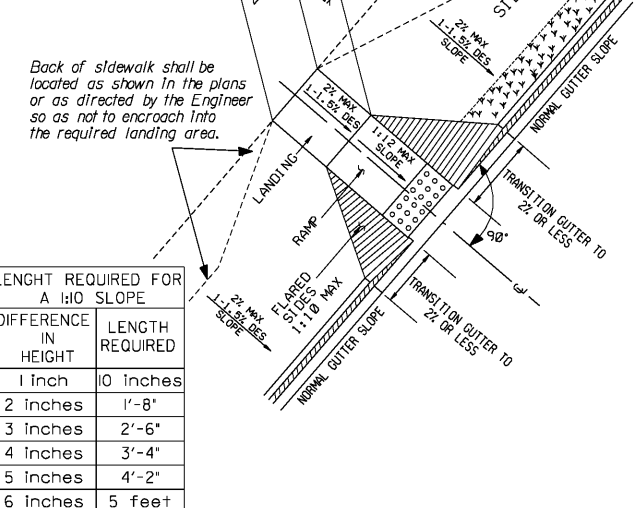 Back of sidewalk shall be
located as shown in the plans
or as directed by the Engineer
so as not to encroach into
the required landing area.
2% MAX
1-1.5% DES
SLOPE
NORMAL GUTTER SLOPE
2% MAX
1-1.5% DES
1:12 MAX
SLOPE
LANDING
RAMP
TRANSITION GUTTER TO
2% OR LESS
90°
FLARED
SIDES
1:10 MAX
2% MAX
1-1.5% DES
SLOPE
TRANSITION GUTTER TO
2% OR LESS
NORMAL GUTTER SLOPE
LENGHT REQUIRED FOR
A 1:10 SLOPE
DIFFERENCE
IN
HEIGHT
LENGTH
REQUIRED
1 inch 10 inches
2 inches 1'-8"
3 inches 2'-6"
4 inches 3'-4"
5 inches 4'-2"
6 inches 5 feet